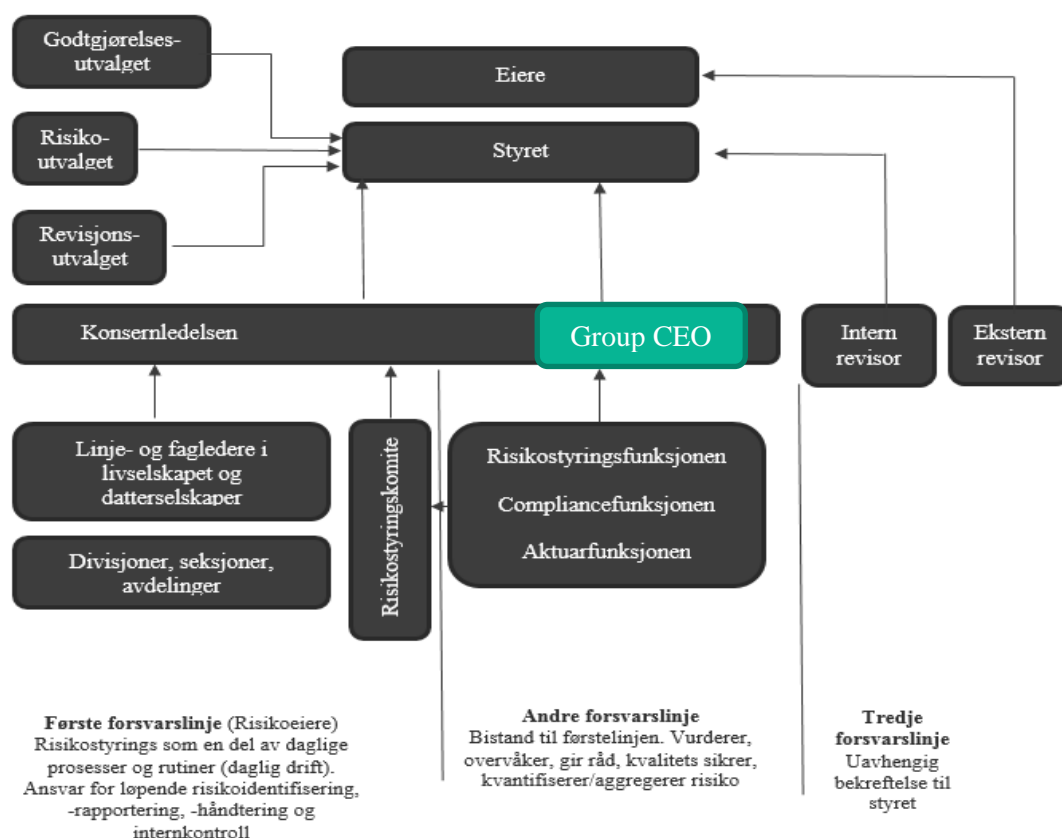 Godtgjørelses-
utvalget
Eiere
Risiko-
utvalget
Styret
Revisjons-
utvalget
Konsernledelsen
Group CEO
Intern
revisor
Ekstern
revisor
Linje- og fagledere i
livselskapet og
datterselskaper
Divisjoner, seksjoner,
avdelinger
Risikostyringskomite
Risikostyringsfunksjonen
Compliancefunksjonen
Aktuarfunksjonen
Første forsvarslinje (Risikoeiere)
Risikostyrings som en del av daglige
prosesser og rutiner (daglig drift).
Ansvar for løpende risikoidentifisering,
-rapportering, -håndtering og
internkontroll
Andre forsvarslinje
Bistand til førstelinjen. Vurderer,
overvåker, gir råd, kvalitets sikrer,
kvantifiserer/aggregerer risiko
Tredje
forsvarslinje
Uavhengig
bekreftelse til
styret